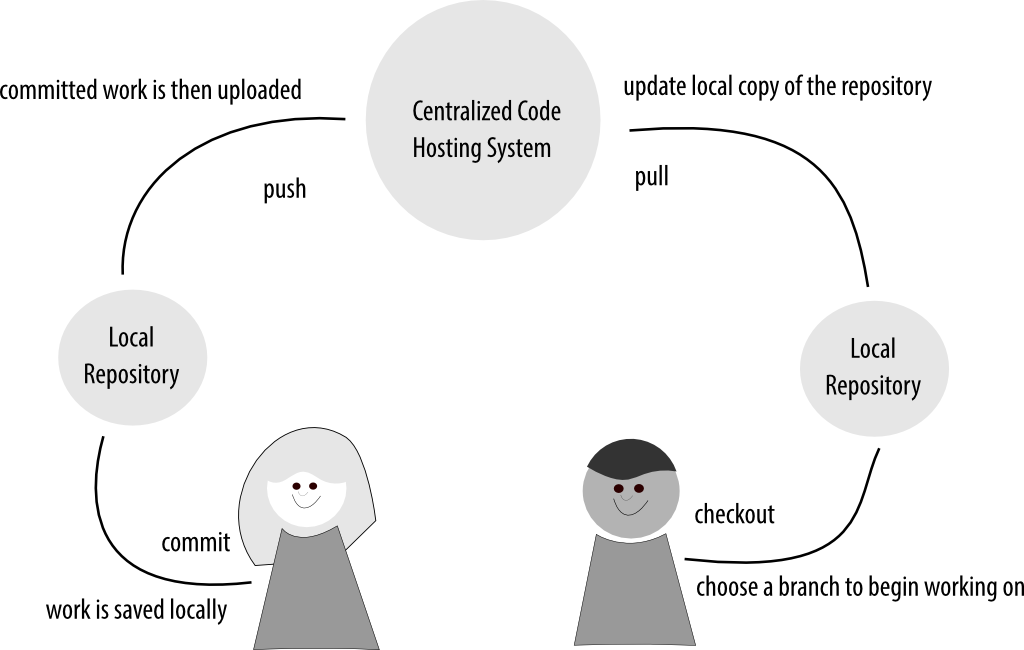 committed work is then uploaded
update local copy of the repository
Centralized Code
Hosting System
push
pull
Local
Repository
Local
Repository
commit
checkout
work is saved locally
choose a branch to begin working on